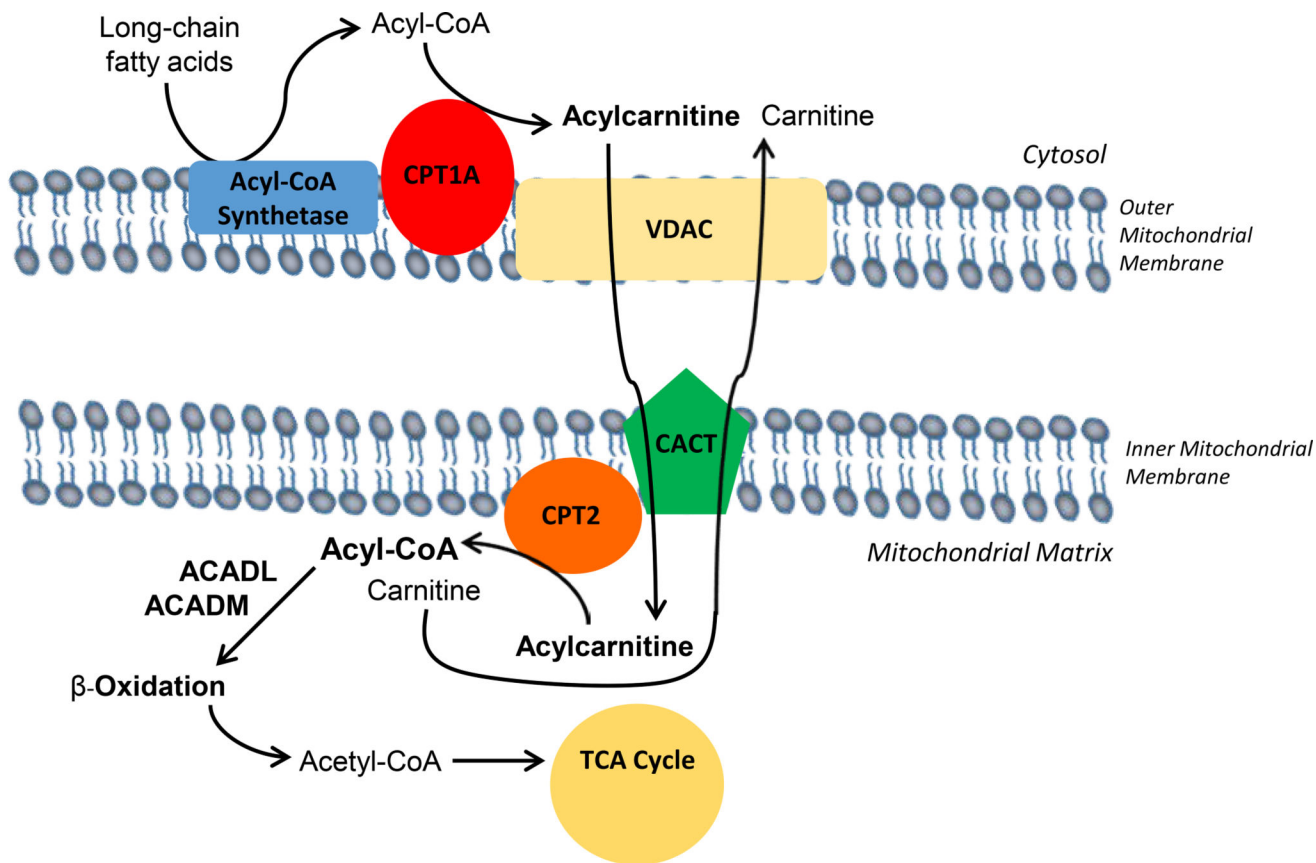 Long-chain
fatty acids
Acyl-CoA
Acylcarnitine
Carnitine
Cytosol
Acyl-CoA
Synthetase
CPT1A
VDAC
Outer
Mitochondrial
Membrane
CACT
Inner Mitochondrial
Membrane
CPT2
Acyl-CoA
Mitochondrial Matrix
ACADL
ACADM
Carnitine
Acylcarnitine
β-Oxidation
Acetyl-CoA
TCA Cycle